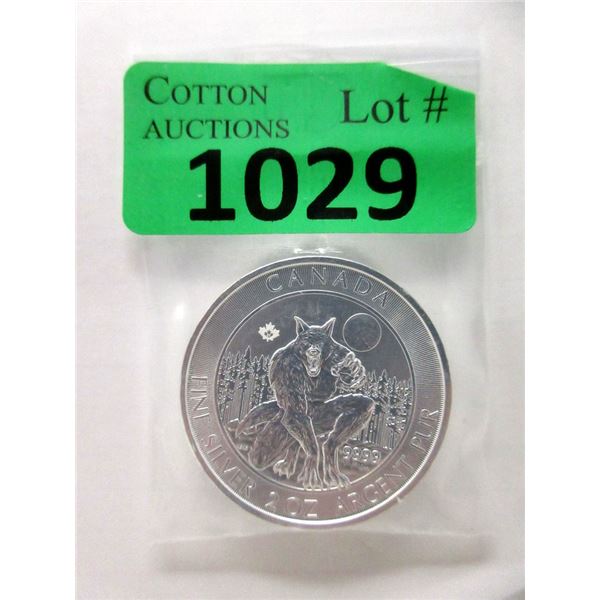 COTTON
AUCTIONS
Lot #
1029
CANADA
9999
FINE SILVER 2 OZ ARGENT PUR